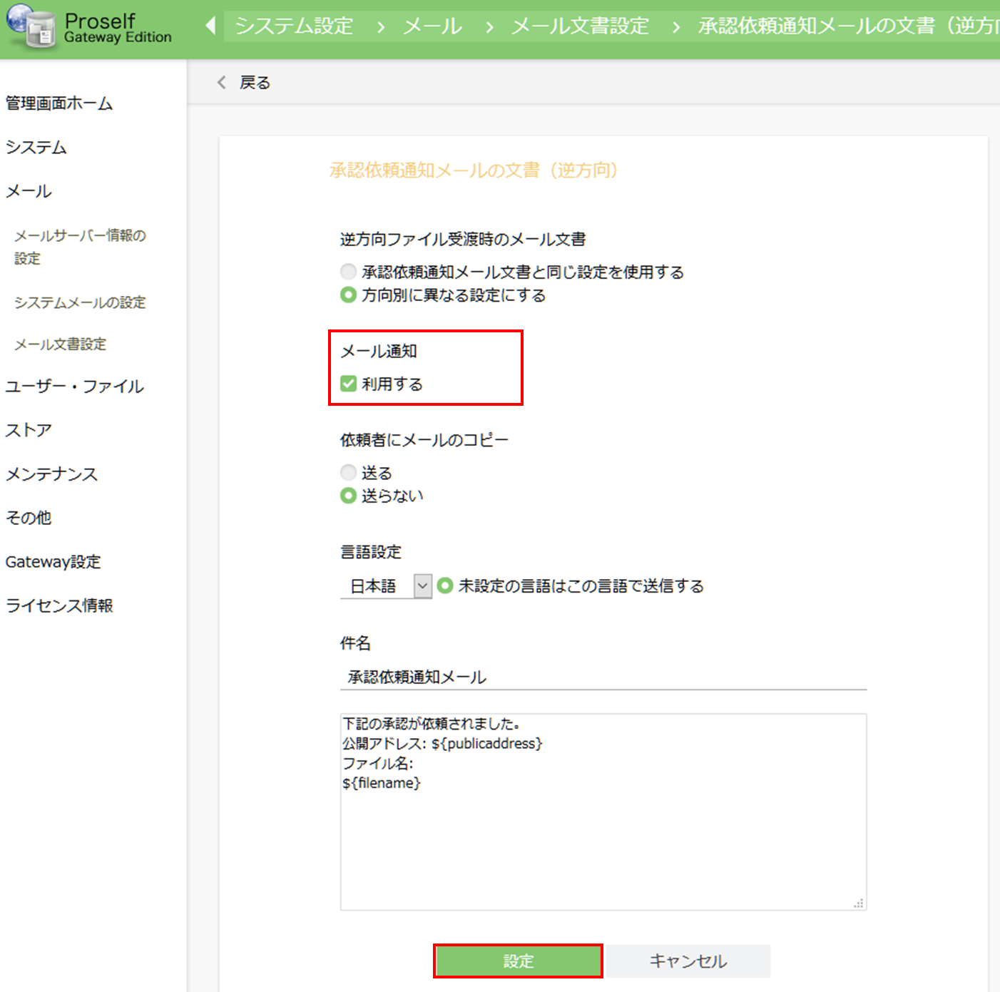 Proself
Gateway Edition
システム設定 > メール > メール文書設定 > 承認依頼通知メールの文書（逆方
戻る
管理画面ホーム
システム
メール
メールサーバー情報の
設定
システムメールの設定
メール文書設定
ユーザー・ファイル
ストア
メンテナンス
その他
Gateway設定
ライセンス情報
承認依頼通知メールの文書（逆方向）
逆方向ファイル受渡時のメール文書
承認依頼通知メール文書と同じ設定を使用する
方向別に異なる設定にする
メール通知
利用する
依頼者にメールのコピー
送る
送らない
言語設定
日本語 未設定の言語はこの言語で送信する
件名
承認依頼通知メール
下記の承認が依頼されました。
公開アドレス: ${publicaddress}
ファイル名:
${filename}
設定 キャンセル